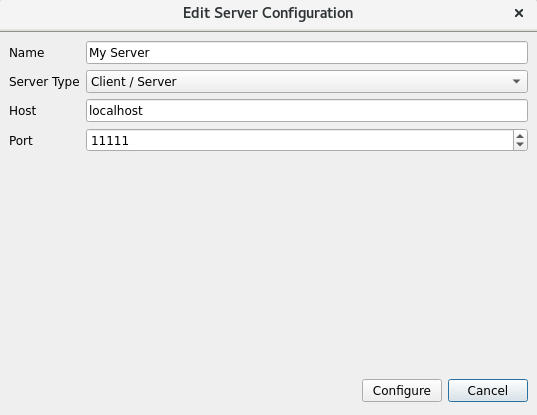 Edit Server Configuration
Name My Server
Server Type Client / Server
Host localhost
Port 11111
Configure Cancel